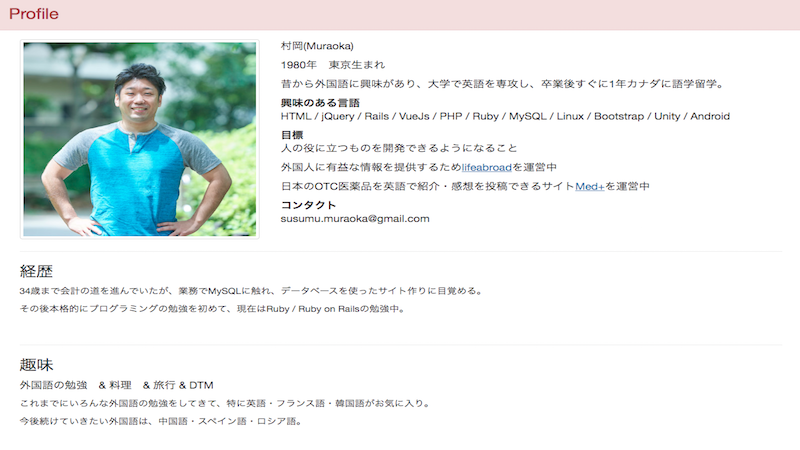 Profile
村岡(Muraoka)
1980年　東京生まれ
昔から外国語に興味があり、大学で英語を専攻し、卒業後すぐに1年カナダに語学留学。
興味のある言語
HTML / jQuery / Rails / VueJs / PHP / Ruby / MySQL / Linux / Bootstrap / Unity / Android
目標
人の役に立つものを開発できるようになること
外国人に有益な情報を提供するためlifeabroadを運営中
日本のOTC医薬品を英語で紹介・感想を投稿できるサイトMed+を運営中
コンタクト
susumu.muraoka@gmail.com
経歴
34歳まで会計の道を進んでいたが、業務でMySQLに触れ、データベースを使ったサイト作りに目覚める。
その後本格的にプログラミングの勉強を初めて、現在はRuby / Ruby on Railsの勉強中。
趣味
外国語の勉強　& 料理　& 旅行 & DTM
これまでにいろんな外国語の勉強をしてきて、特に英語・フランス語・韓国語がお気に入り。
今後続けていきたい外国語は、中国語・スペイン語・ロシア語。